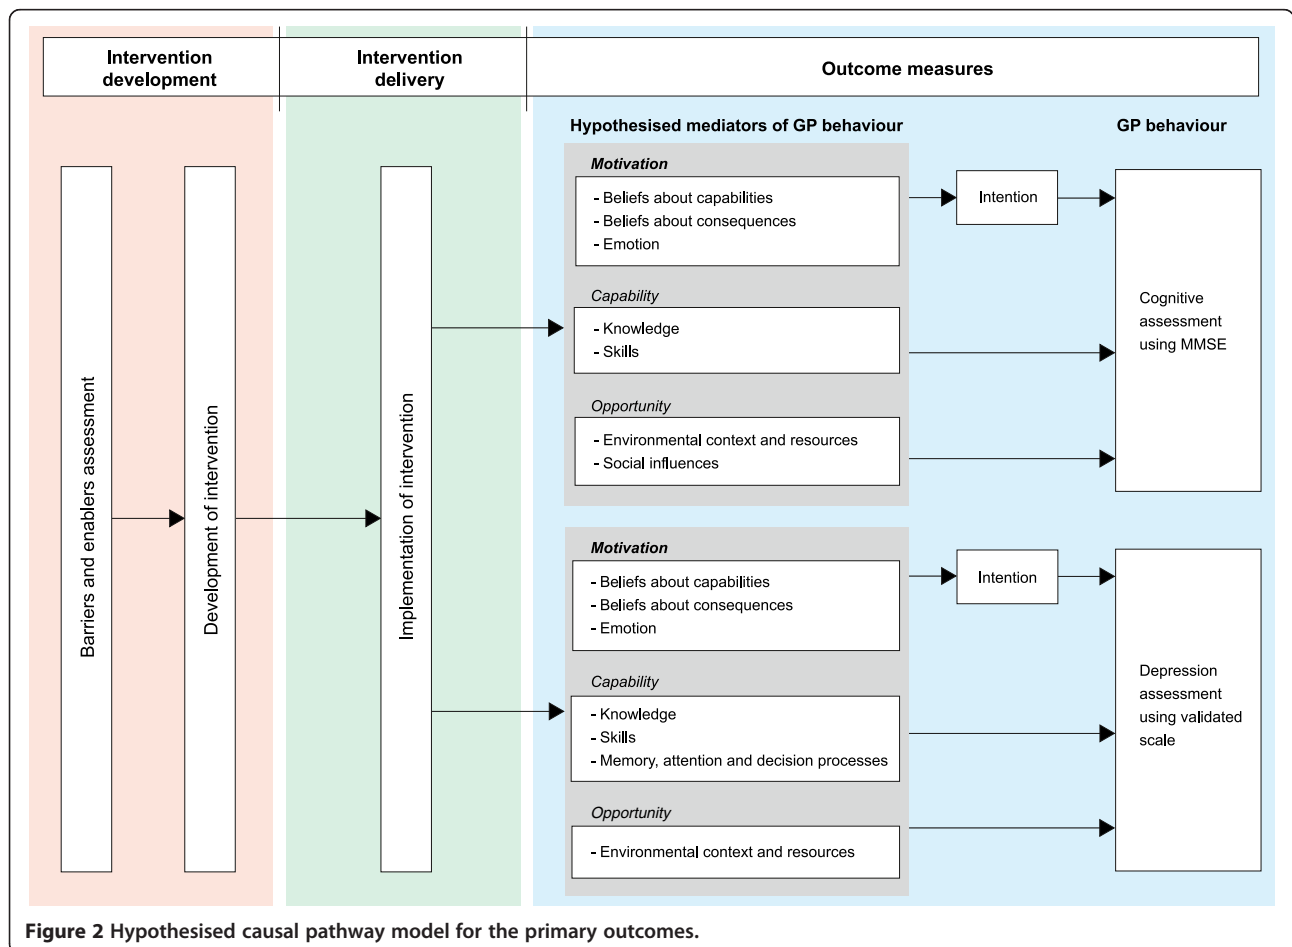 Intervention
development
Intervention
delivery
Outcome measures
Hypothesised mediators of GP behaviour
GP behaviour
Barriers and enablers assessment
Development of intervention
Implementation of intervention
Motivation
- Beliefs about capabilities
- Beliefs about consequences
- Emotion
Intention
Capability
- Knowledge
- Skills
Opportunity
- Environmental context and resources
- Social influences
Cognitive
assessment
using MMSE
Motivation
- Beliefs about capabilities
- Beliefs about consequences
- Emotion
Intention
Capability
- Knowledge
- Skills
- Memory, attention and decision processes
Opportunity
- Environmental context and resources
Depression
assessment
using validated
scale
Figure 2 Hypothesised causal pathway model for the primary outcomes.